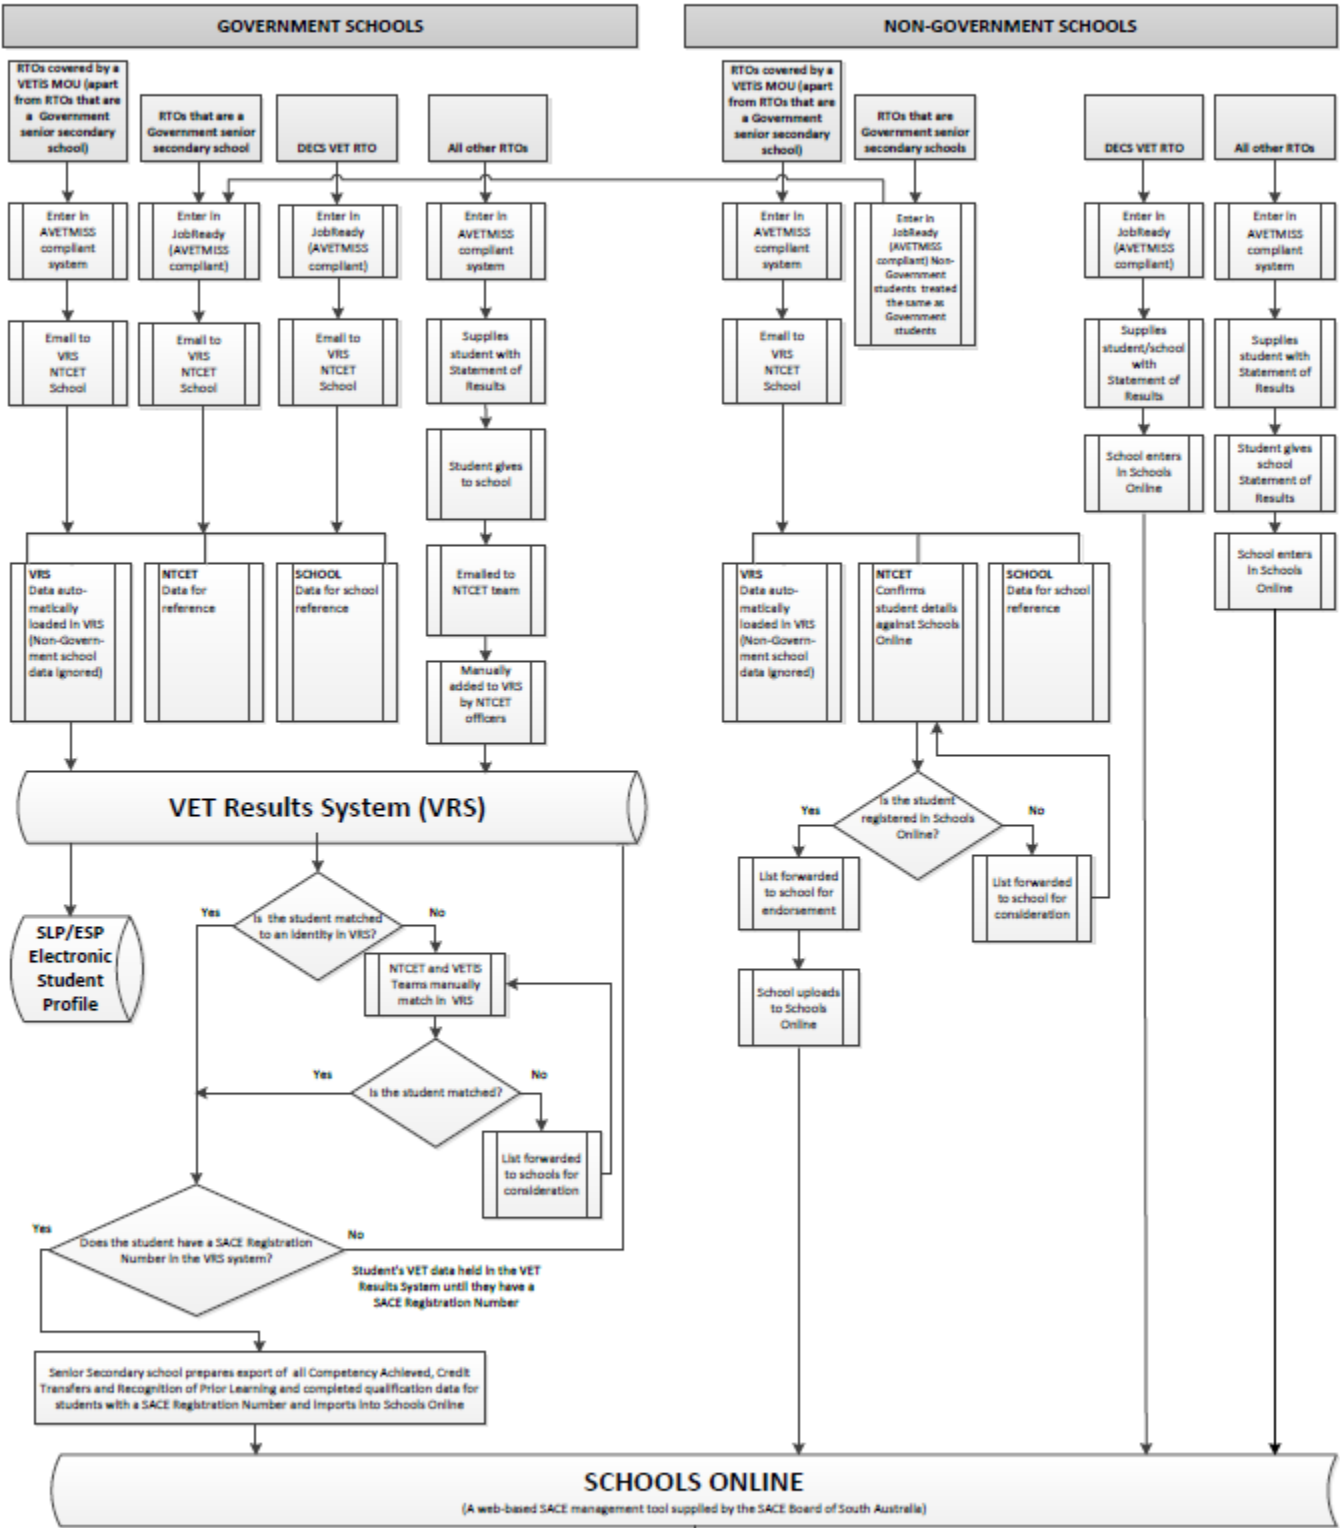 GOVERNMENT SCHOOLS
NON-GOVERNMENT SCHOOLS
RTOs covered by a
VETiS MOU (apart
from RTOs that are
a Government
senior secondary
school)
RTOs that are a
Government senior
secondary school
DECS VET RTO
All other RTOs
RTOs covered by a
VETiS MOU (apart
from RTOs that are
a Government
senior secondary
school)
RTOs that are
Government senior
secondary schools
DECS VET RTO
All other RTOs
Enter in
AVETMISS
compliant
system
Enter in
JobReady
(AVETMISS
compliant)
Enter in
JobReady
(AVETMISS
compliant)
Enter in
AVETMISS
compliant
system
Enter in
AVETMISS
compliant
system
Enter in
JobReady
(AVETMISS
compliant) Non-
Government
students treated
the same as
Government
students
Enter in
JobReady
(AVETMISS
compliant)
Enter in
AVETMISS
compliant
system
Email to
VRS
NTCET
School
Email to
VRS
NTCET
School
Email to
VRS
NTCET
School
Supplies
student with
Statement of
Results
Email to
VRS
NTCET
School
Supplies
student/school
with
Statement of
Results
Supplies
student with
Statement of
Results
Student gives
to school
School enters
in Schools
Online
Student gives
school
Statement of
Results
Emailed to
NTCET team
School enters
in Schools
Online
VRS
Data auto-
matically
loaded in VRS
(Non-Govern-
ment school
data ignored)
NTCET
Data for
reference
SCHOOL
Data for school
reference
Manually
added to VRS
by NTCET
officers
VRS
Data auto-
matically
loaded in VRS
(Non-Govern-
ment school
data ignored)
NTCET
Confirms
student details
against Schools
Online
SCHOOL
Data for school
reference
VET Results System (VRS)
Is the student
registered in Schools
Online?
Yes
No
List forwarded
to school for
endorsement
List forwarded
to school for
consideration
School uploads
to Schools
Online
SLP/ESP
Electronic
Student
Profile
Is the student matched
to an identity in VRS?
Yes
No
NTCET and VETiS
Teams manually
match in VRS
Is the student matched?
Yes
No
List forwarded
to schools for
consideration
Does the student have a SACE Registration
Number in the VRS system?
Yes
No
Student's VET data held in the VET
Results System until they have a
SACE Registration Number
Senior Secondary school prepares export of all Competency Achieved, Credit
Transfers and Recognition of Prior Learning and completed qualification data for
students with a SACE Registration Number and imports into Schools Online
SCHOOLS ONLINE
(A web-based SACE management tool supplied by the SACE Board of South Australia)